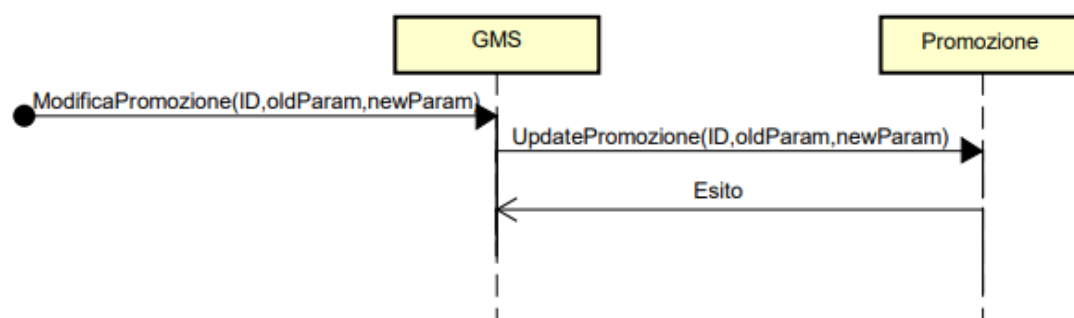 GMS
Promozione
ModificaPromozione(ID,oldParam,newParam)
UpdatePromozione(ID,oldParam,newParam)
Esito